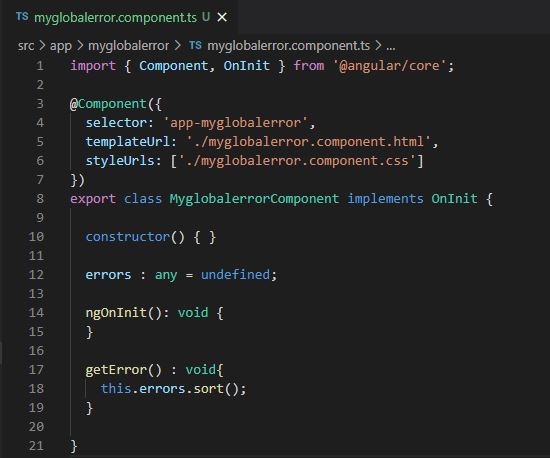 TS myglobalerror.component.ts U ×
src > app > myglobalerror > TS myglobalerror.component.ts > ...
1 import { Component, OnInit } from '@angular/core';
2
3 @Component({
4   selector: 'app-myglobalerror',
5   templateUrl: './myglobalerror.component.html',
6   styleUrls: ['./myglobalerror.component.css']
7 })
8 export class MyglobalerrorComponent implements OnInit {
9
10   constructor() { }
11
12   errors : any = undefined;
13
14   ngOnInit(): void {
15   }
16
17   getError() : void{
18     this.errors.sort();
19   }
20
21 }